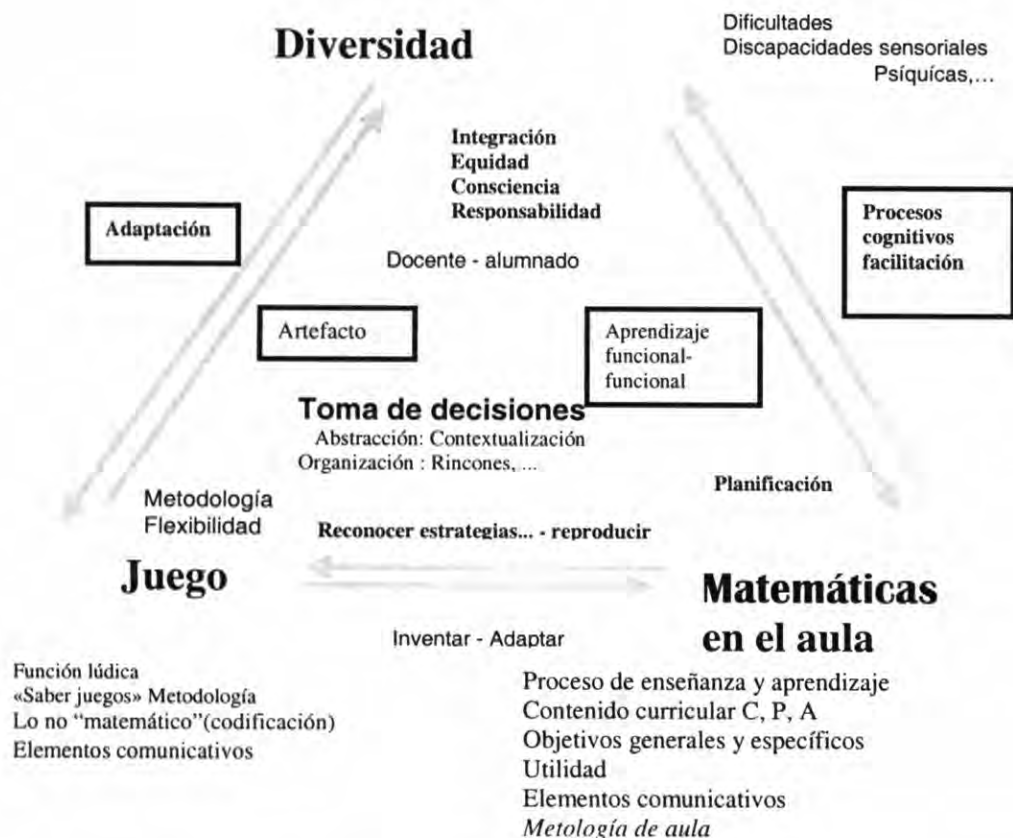 Diversidad
Dificultades
Discapacidades sensoriales
Psíquícas,...
Integración
Equidad
Consciencia
Responsabilidad
Adaptación
Procesos
cognitivos
facilitación
Docente - alumnado
Artefacto
Aprendizaje
funcional-
funcional
Toma de decisiones
Abstracción: Contextualización
Organización : Rincones, ...
Planificación
Metodología
Flexibilidad
Reconocer estrategias... - reproducir
Juego
Matemáticas
en el aula
Inventar - Adaptar
Función lúdica
«Saber juegos» Metodología
Lo no "matemático"(codificación)
Elementos comunicativos
Proceso de enseñanza y aprendizaje
Contenido curricular C, P, A
Objetivos generales y específicos
Utilidad
Elementos comunicativos
Metología de aula